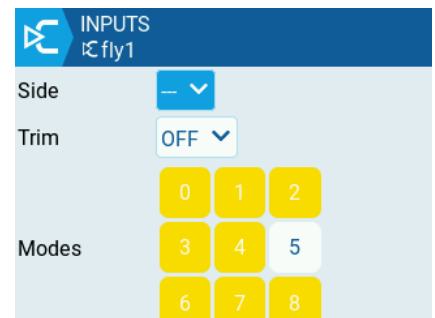 INPUTS
fly1
Side
---
Trim
OFF
0 1 2
Modes
3 4 5
6 7 8